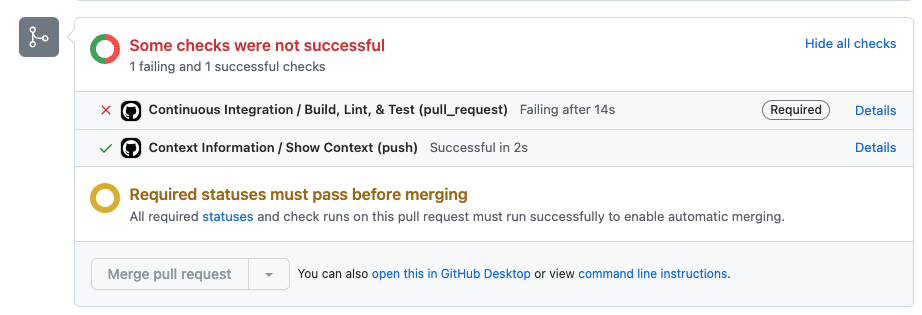 Some checks were not successful
Hide all checks
1 failing and 1 successful checks
Continuous Integration / Build, Lint, & Test (pull_request) Failing after 14s Required Details
Context Information / Show Context (push) Successful in 2s Details
Required statuses must pass before merging
All required statuses and check runs on this pull request must run successfully to enable automatic merging.
Merge pull request You can also open this in GitHub Desktop or view command line instructions.